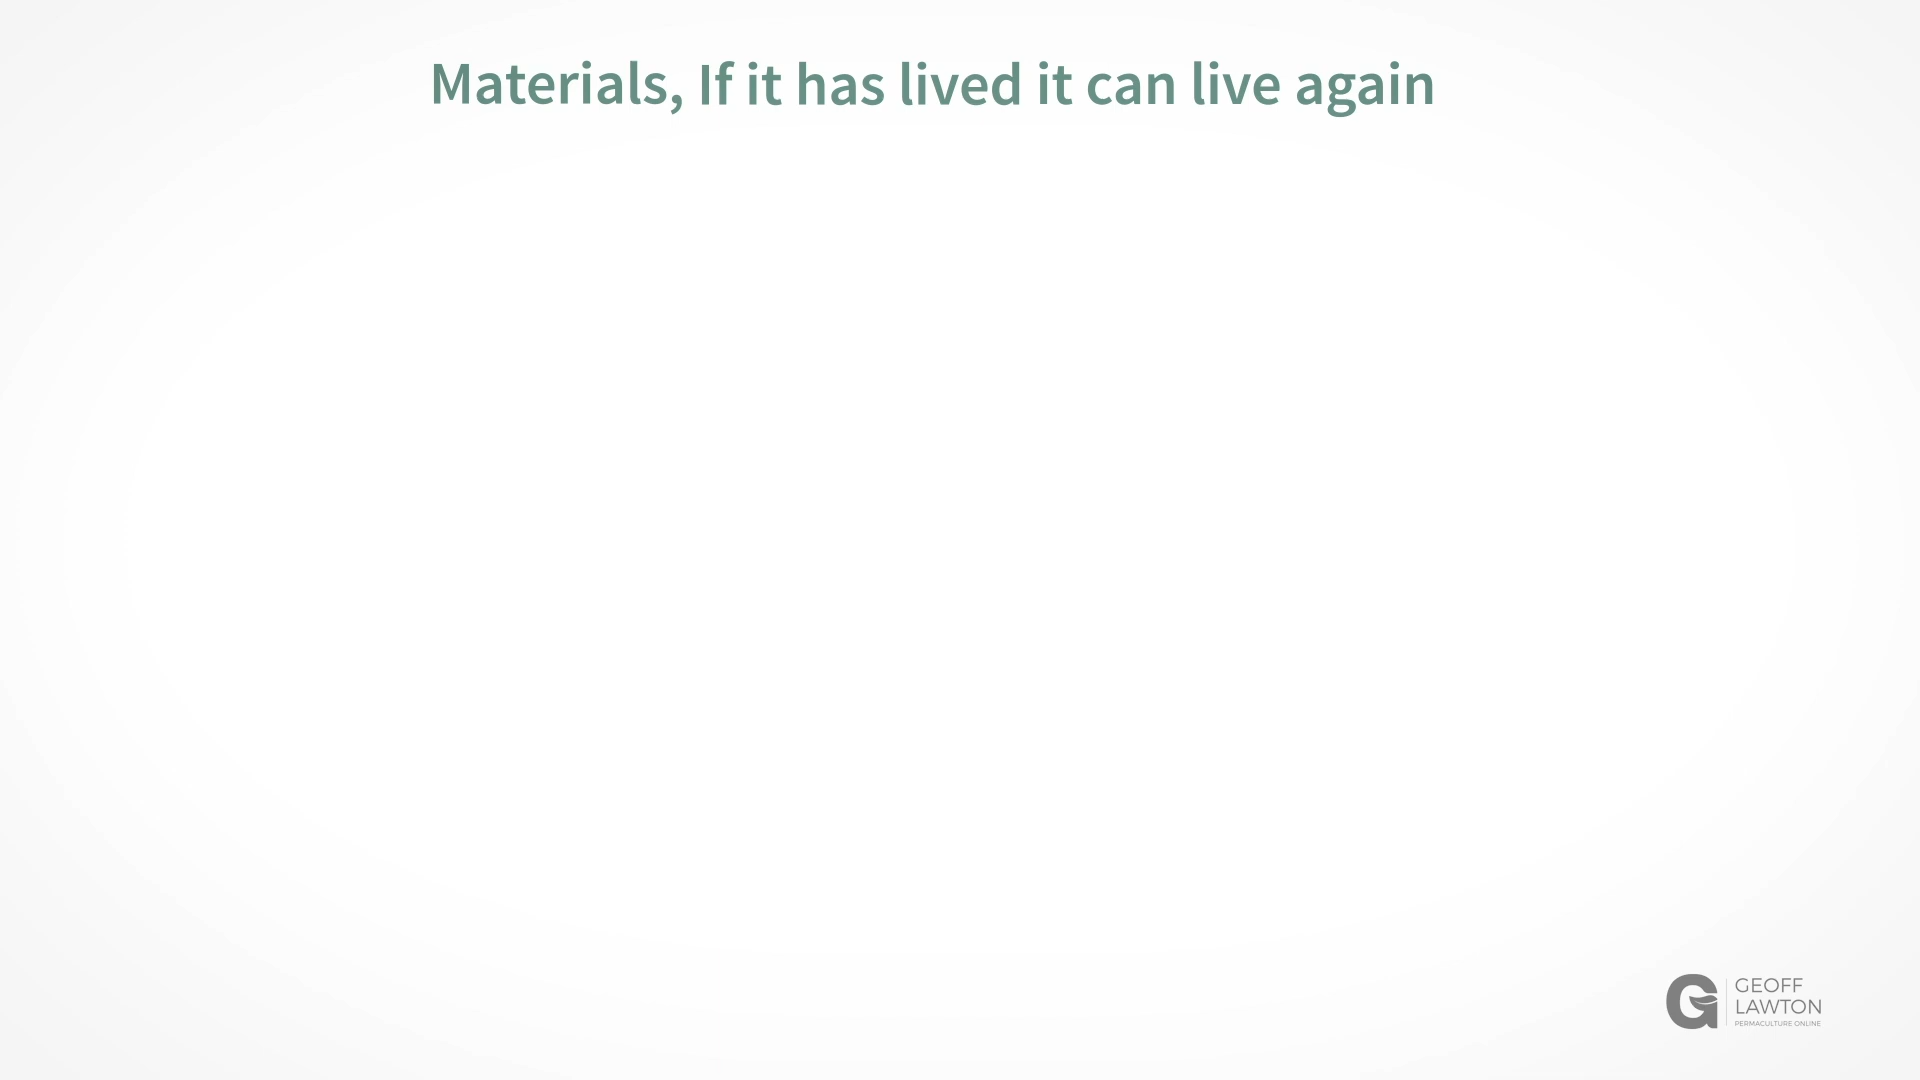 Materials, If it has lived it can live again
GEOFF
LAWTON
PERMACULTURE ONLINE